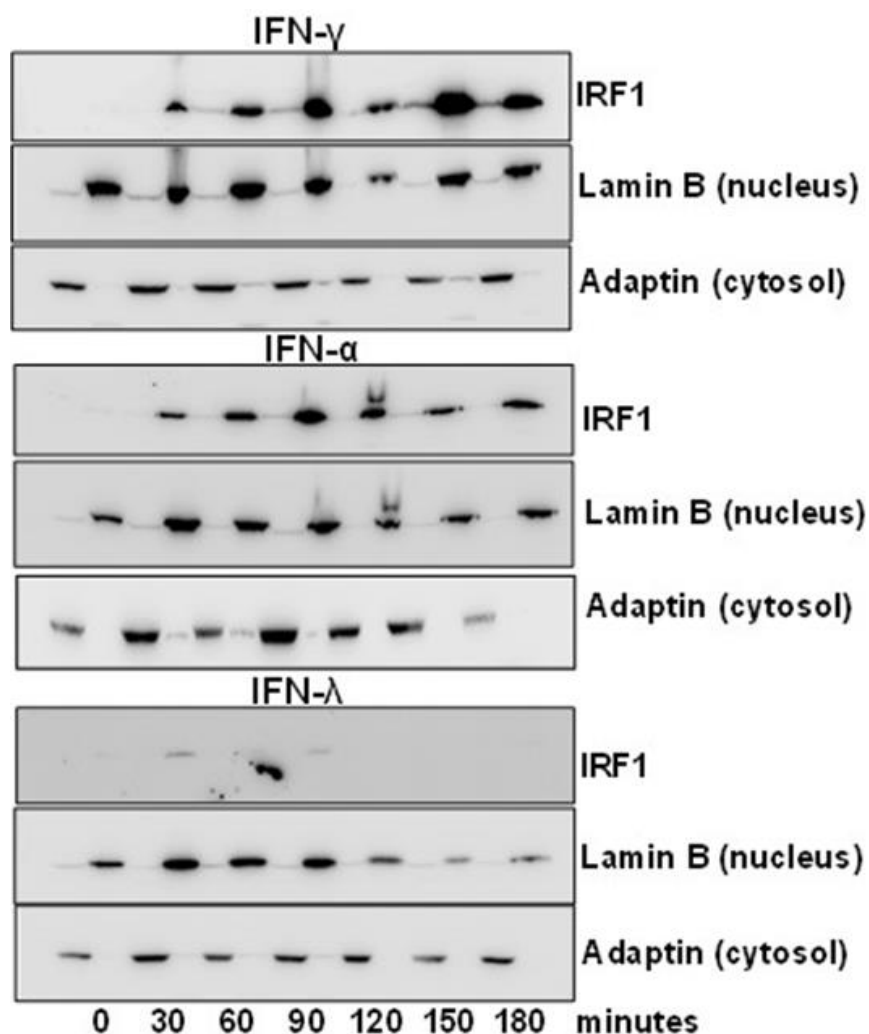 IFN-γ
IRF1
Lamin B (nucleus)
Adaptin (cytosol)
IFN-α
IRF1
Lamin B (nucleus)
Adaptin (cytosol)
IFN-λ
IRF1
Lamin B (nucleus)
Adaptin (cytosol)
0 30 60 90 120 150 180 minutes